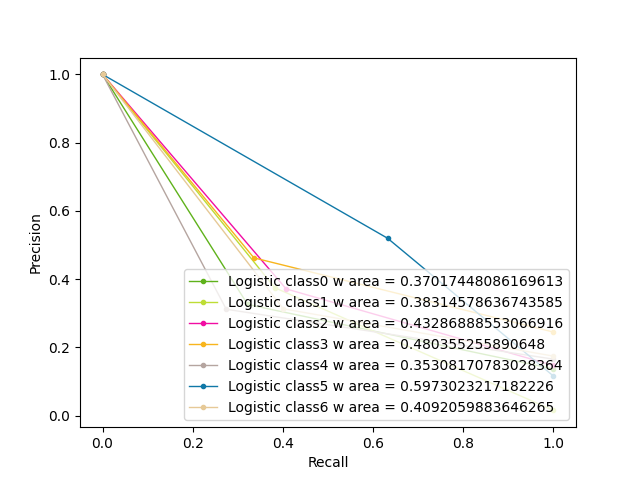 1.0
0.8
0.6
0.4
0.2
0.0
Precision
Logistic class0 w area = 0.37017448086169613
Logistic class1 w area = 0.38314578636743585
Logistic class2 w area = 0.43286888553066916
Logistic class3 w area = 0.480355255890648
Logistic class4 w area = 0.35308170783028364
Logistic class5 w area = 0.5973023217182226
Logistic class6 w area = 0.4092059883646265
0.0 0.2 0.4 0.6 0.8 1.0
Recall